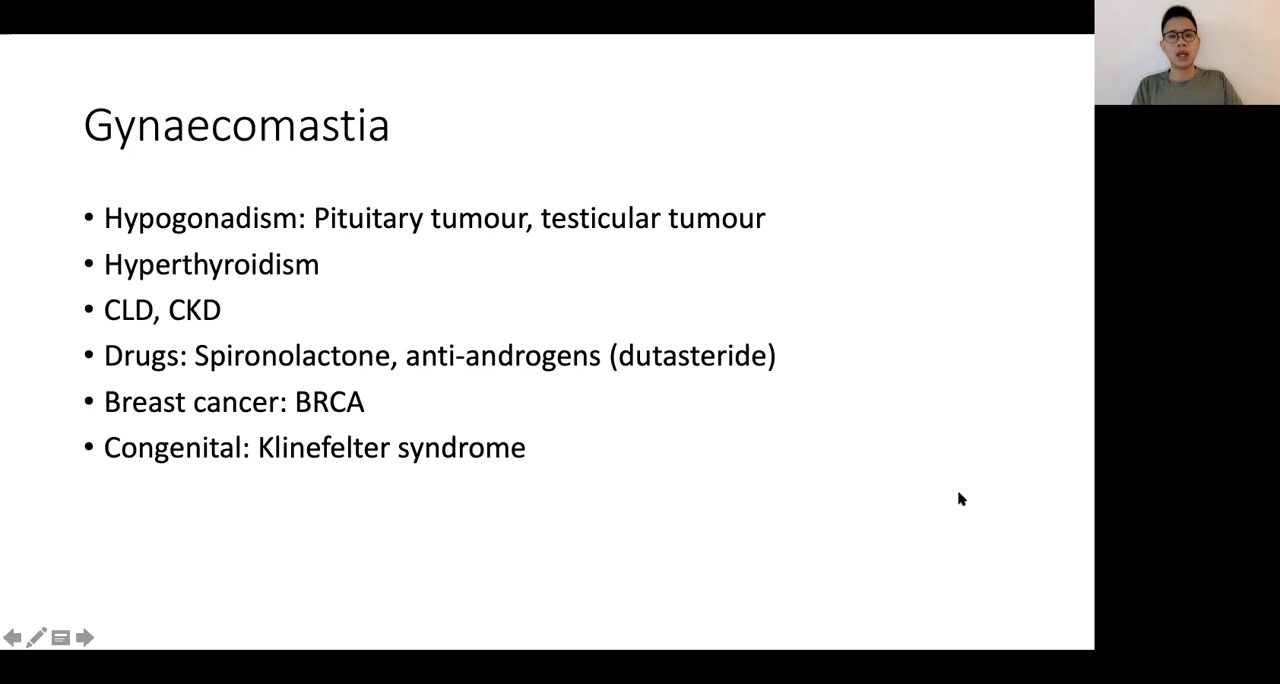 Gynaecomastia
• Hypogonadism: Pituitary tumour, testicular tumour
• Hyperthyroidism
• CLD, CKD
• Drugs: Spironolactone, anti-androgens (dutasteride)
• Breast cancer: BRCA
• Congenital: Klinefelter syndrome